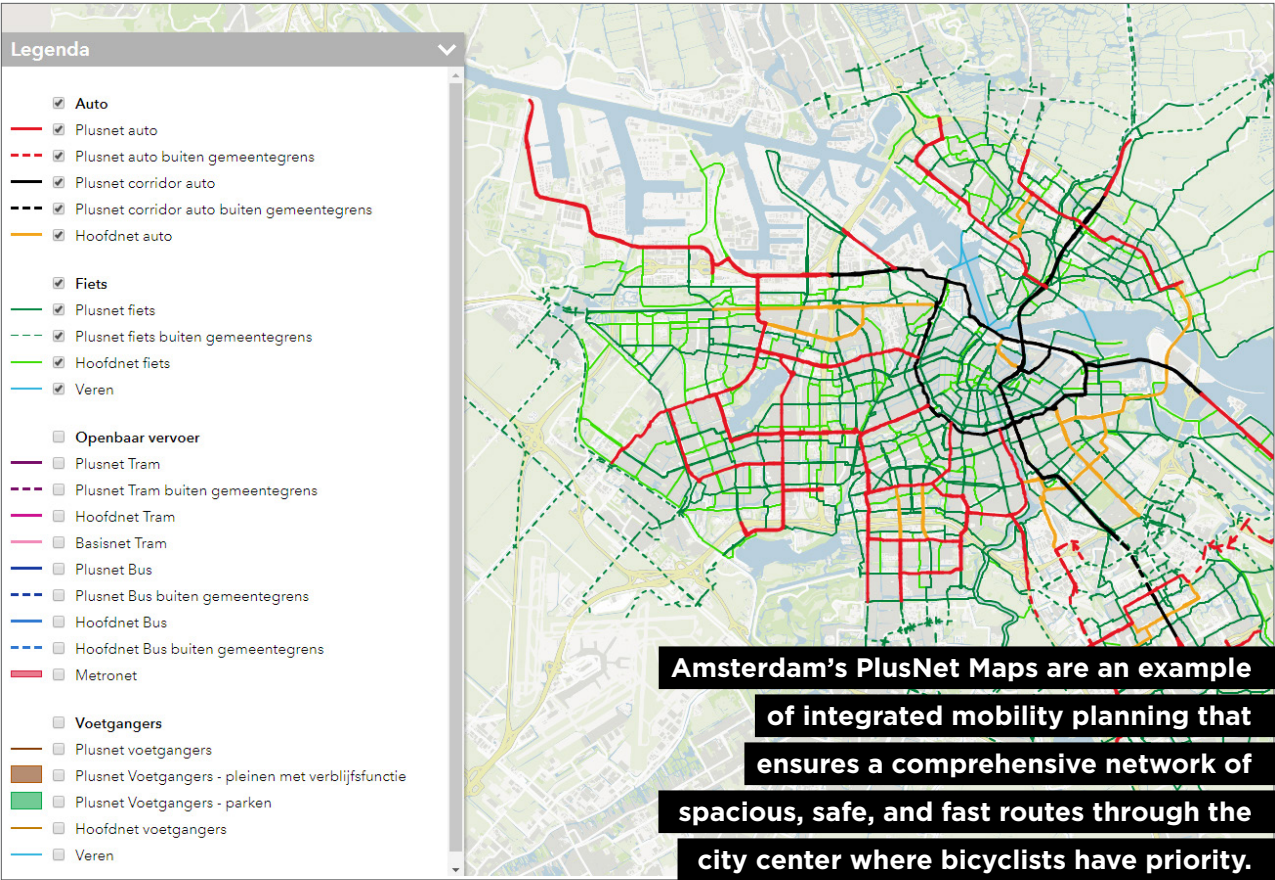 Legenda
Auto
Plusnet auto
Plusnet auto buiten gemeentegrens
Plusnet corridor auto
Plusnet corridor auto buiten gemeentegrens
Hoofdnet auto
Fiets
Plusnet fiets
Plusnet fiets buiten gemeentegrens
Hoofdnet fiets
Veren
Openbaar vervoer
Plusnet Tram
Plusnet Tram buiten gemeentegrens
Hoofdnet Tram
Basisnet Tram
Plusnet Bus
Plusnet Bus buiten gemeentegrens
Hoofdnet Bus
Hoofdnet Bus buiten gemeentegrens
Metronet
Voetgangers
Plusnet voetgangers
Plusnet Voetgangers - pleinen met verblijfsfunctie
Plusnet Voetgangers - parken
Hoofdnet voetgangers
Veren
Amsterdam’s PlusNet Maps are an example
of integrated mobility planning that
ensures a comprehensive network of
spacious, safe, and fast routes through the
city center where bicyclists have priority.